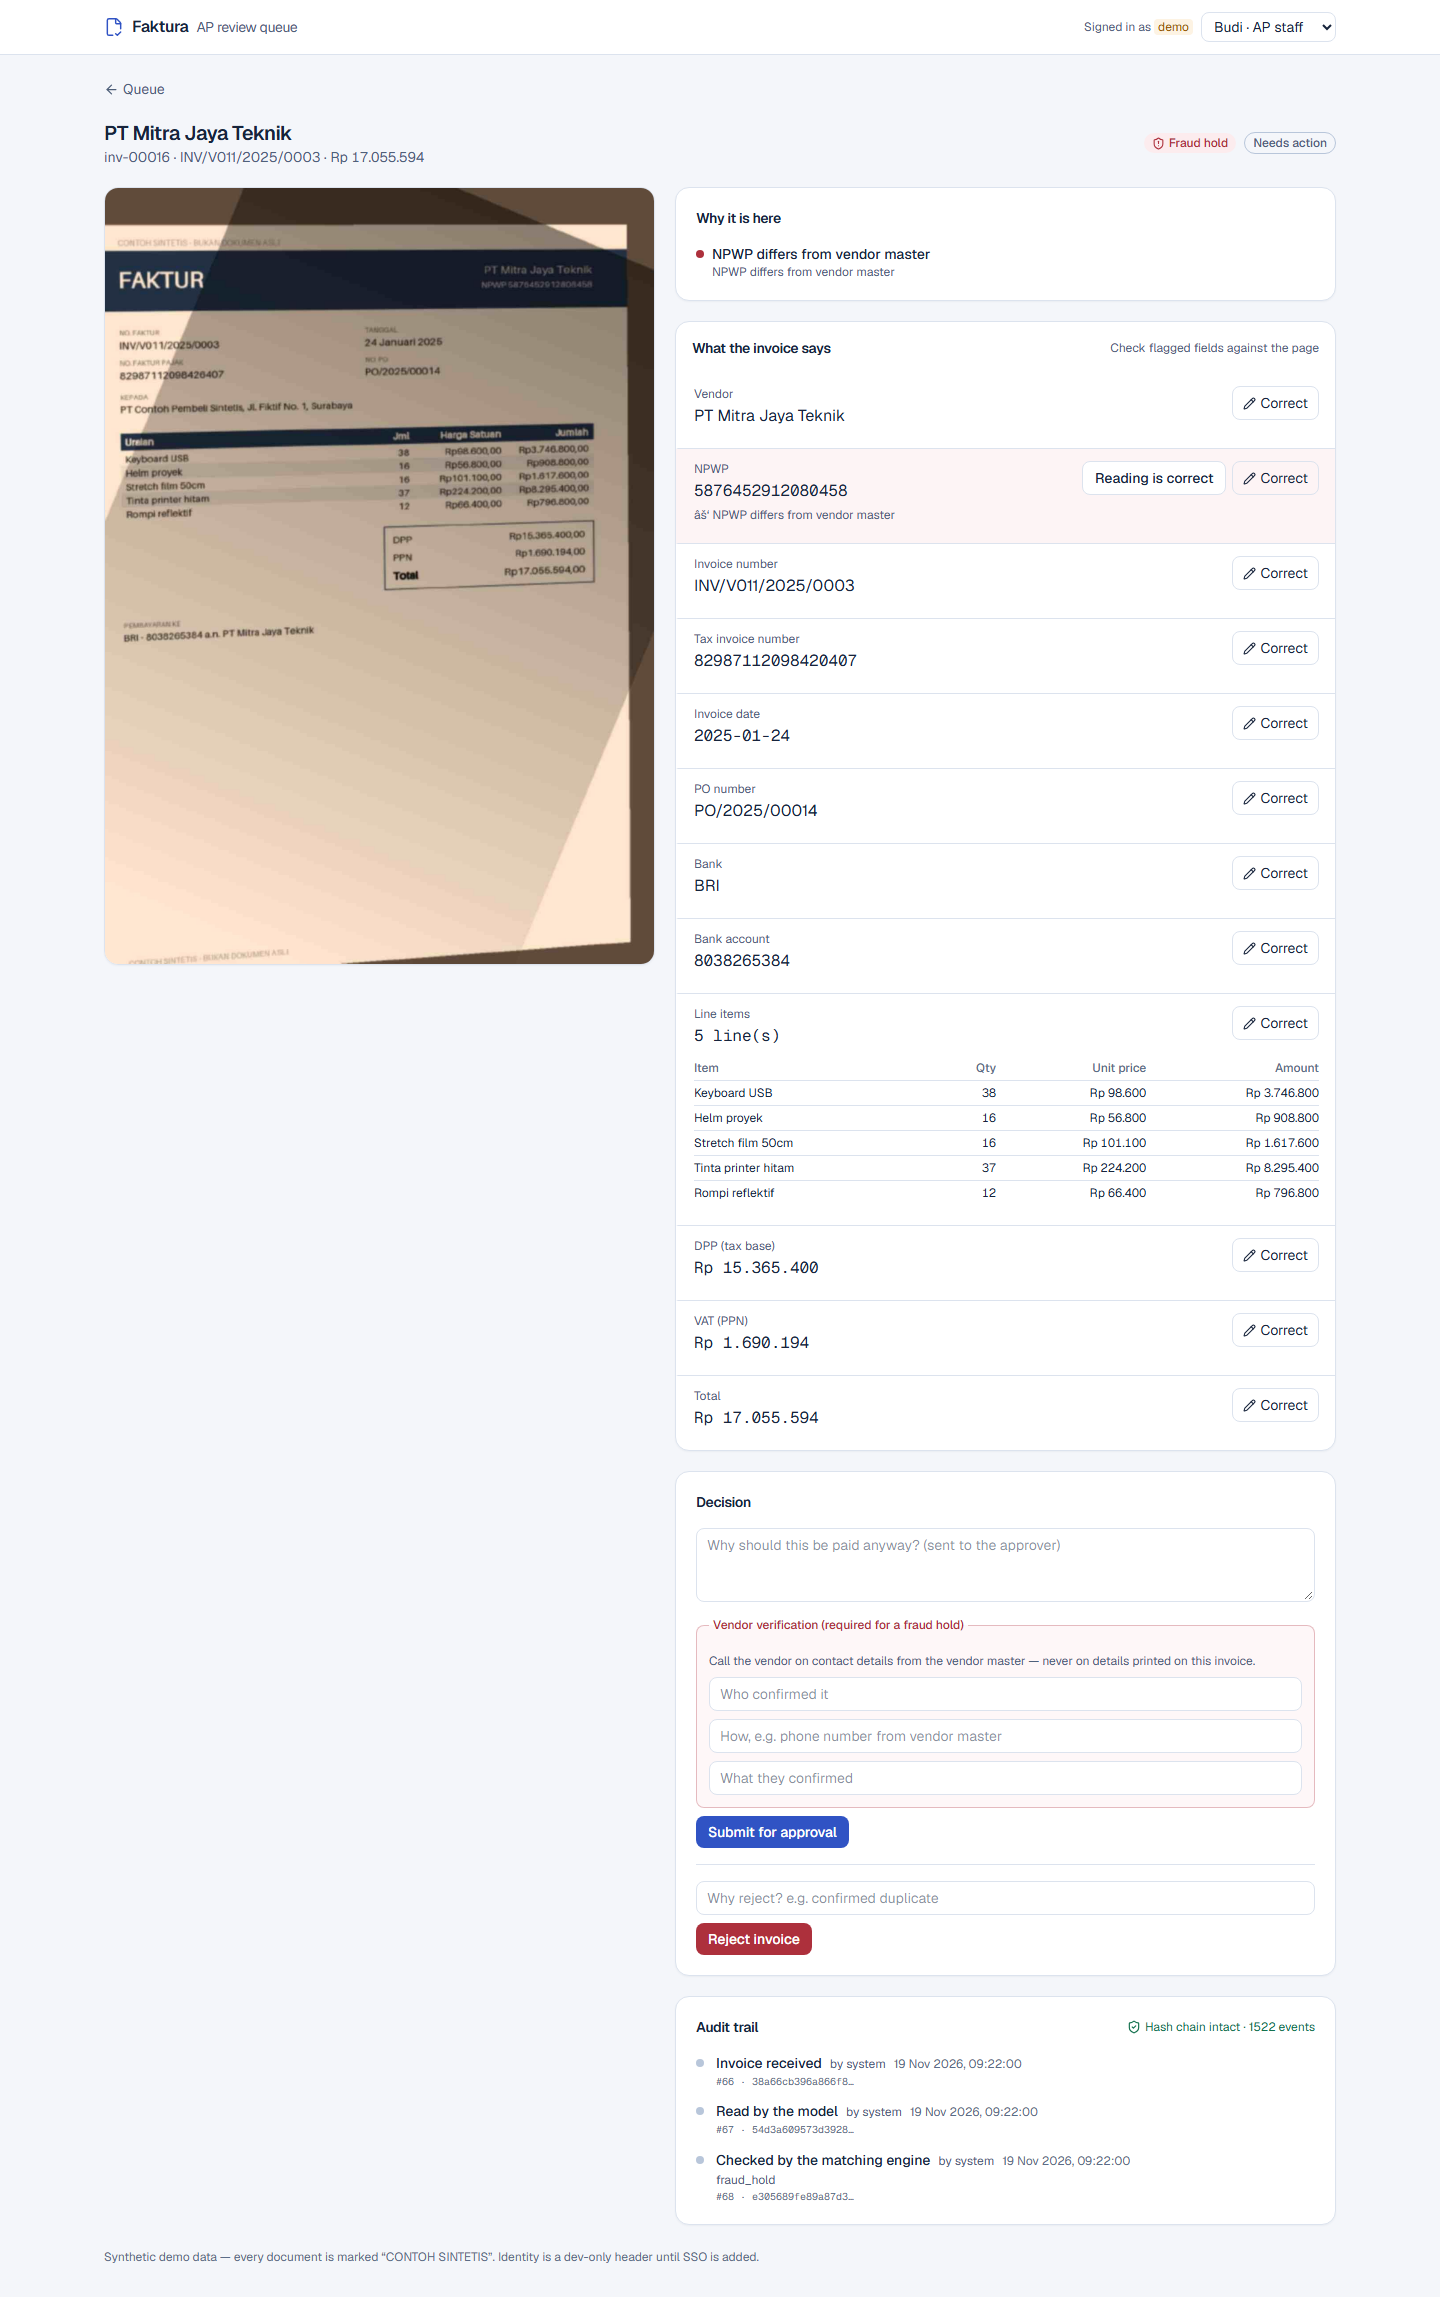 Faktura AP review queue
Signed in as demo Budi · AP staff
← Queue
PT Mitra Jaya Teknik
inv-00016 · INV/V011/2025/0003 · Rp 17.055.594
Fraud hold Needs action
CONTOH SINTETIS - BUKAN DOKUMEN ASLI
FAKTUR
PT Mitra Jaya Teknik
NO.FAKTUR
INV/V011/2025/0003
TANGGAL
24 Januari 2025
NO.FAKTUR PAJAK
NO PO
PO/2025/00014
KEPADA
PT Contoh Pembeli Sintetis, Jl. Fiktif No. 1, Surabaya
Uraian Jml Harga Satuan Jumlah
Keyboard USB 38 Rp98.600,00 Rp3.746.800,00
Helm proyek 16 Rp56.800,00 Rp908.800,00
Stretch film 50cm 16 Rp101.100,00 Rp1.617.600,00
Tinta printer hitam 37 Rp224.200,00 Rp8.295.400,00
Rompi reflektif 12 Rp66.400,00 Rp796.800,00
DPP Rp15.365.400,00
PPN Rp1.690.194,00
Total Rp17.055.594,00
PEMBAYARAN KE
BRI - 8038265384 a.n. PT Mitra Jaya Teknik
CONTOH SINTETIS - BUKAN DOKUMEN ASLI
Why it is here
NPWP differs from vendor master
NPWP differs from vendor master
What the invoice says Check flagged fields against the page
Vendor
PT Mitra Jaya Teknik
Correct
NPWP
5876452912080458
Reading is correct Correct
âš‘ NPWP differs from vendor master
Invoice number
INV/V011/2025/0003
Correct
Tax invoice number
82987112098420407
Correct
Invoice date
2025-01-24
Correct
PO number
PO/2025/00014
Correct
Bank
BRI
Correct
Bank account
8038265384
Correct
Line items
5 line(s)
Correct
Item Qty Unit price Amount
Keyboard USB 38 Rp 98.600 Rp 3.746.800
Helm proyek 16 Rp 56.800 Rp 908.800
Stretch film 50cm 16 Rp 101.100 Rp 1.617.600
Tinta printer hitam 37 Rp 224.200 Rp 8.295.400
Rompi reflektif 12 Rp 66.400 Rp 796.800
DPP (tax base)
Rp 15.365.400
Correct
VAT (PPN)
Rp 1.690.194
Correct
Total
Rp 17.055.594
Correct
Decision
Why should this be paid anyway? (sent to the approver)
Vendor verification (required for a fraud hold)
Call the vendor on contact details from the vendor master — never on details printed on this invoice.
Who confirmed it
How, e.g. phone number from vendor master
What they confirmed
Submit for approval
Why reject? e.g. confirmed duplicate
Reject invoice
Audit trail Hash chain intact · 1522 events
Invoice received by system 19 Nov 2026, 09:22:00
#66 · 38a66cb396a866f8…
Read by the model by system 19 Nov 2026, 09:22:00
#67 · 54d3a609573d3928…
Checked by the matching engine by system 19 Nov 2026, 09:22:00
fraud_hold
#68 · e305689fe89a87d3…
Synthetic demo data — every document is marked “CONTOH SINTETIS”. Identity is a dev-only header until SSO is added.